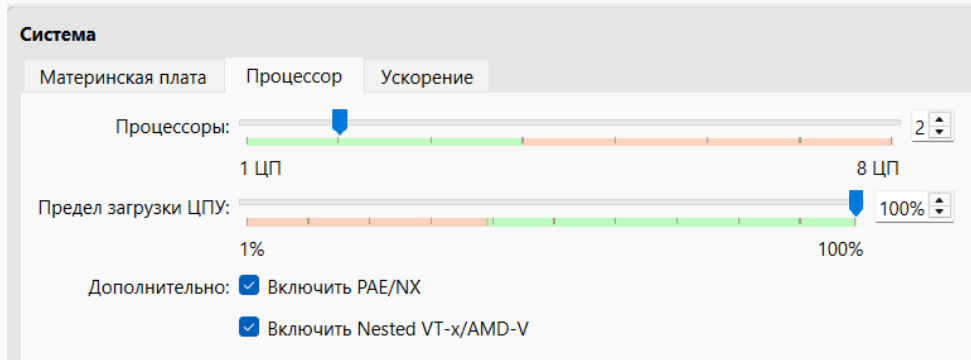 Система
Материнская плата Процессор Ускорение
Процессоры: 2
1 ЦП 8 ЦП
Предел загрузки ЦПУ: 100%
1% 100%
Дополнительно: Включить PAE/NX
Включить Nested VT-x/AMD-V